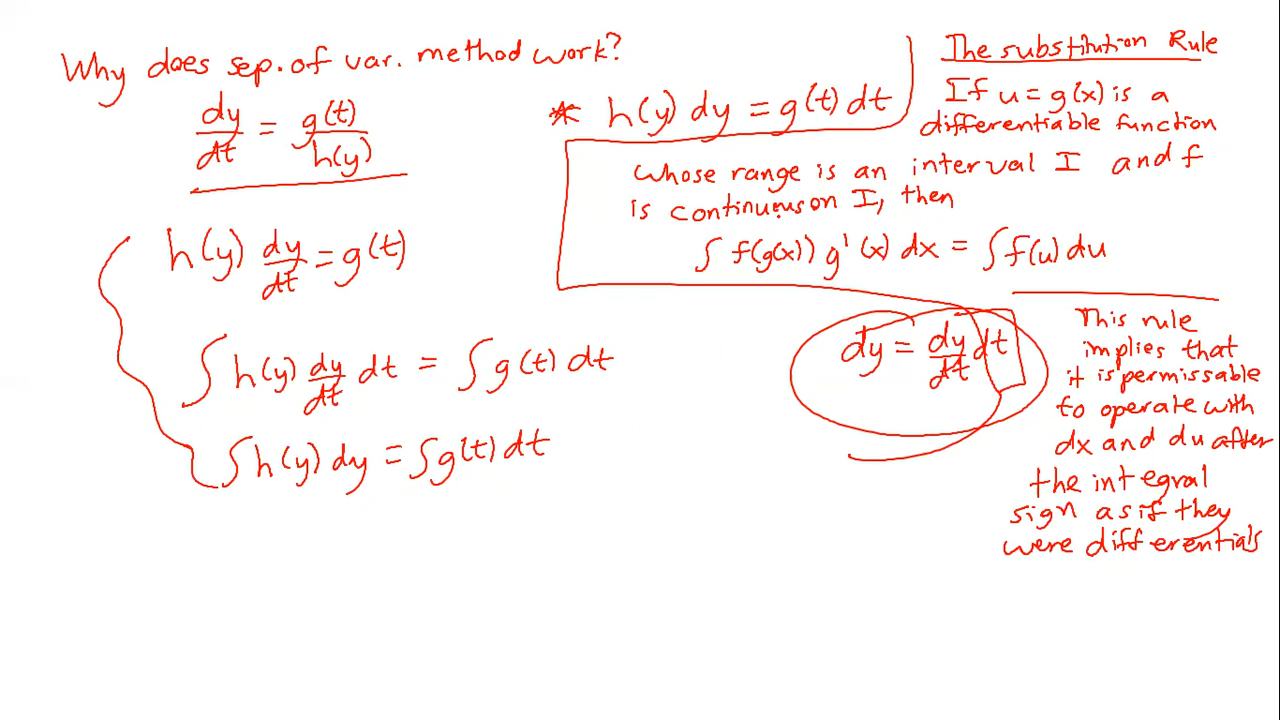 Why does sep. of var. method work?
dy/dt = g(t)/h(y)
h(y) dy/dt = g(t)
∫ h(y) dy/dt dt = ∫ g(t) dt
∫ h(y) dy = ∫ g(t) dt
* h(y) dy = g(t) dt
The substitution Rule
If u = g(x) is a
differentiable function
whose range is an interval I and f
is continuous on I, then
∫ f(g(x)) g'(x) dx = ∫ f(u) du
dy = dy/dt dt
This rule
implies that
it is permissable
to operate with
dx and du after
the integral
sign as if they
were differentials